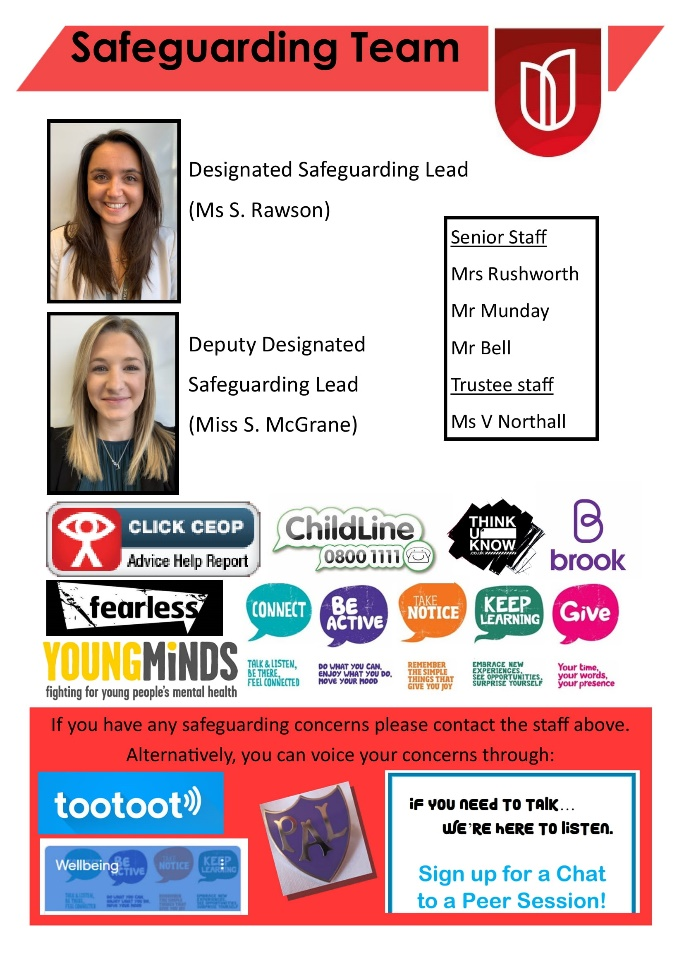 Safeguarding Team
Designated Safeguarding Lead
(Ms S. Rawson)
Senior Staff
Mrs Rushworth
Mr Munday
Mr Bell
Trustee staff
Ms V Northall
Deputy Designated
Safeguarding Lead
(Miss S. McGrane)
CLICK CEOP
Advice Help Report
ChildLine
0800 1111
THINK
U
KNOW
.co.uk
brook
fearless
YOUNGMiNDS
fighting for young people's mental health
CONNECT
TALK & LISTEN,
BE THERE,
FEEL CONNECTED
BE
ACTIVE
DO WHAT YOU CAN,
ENJOY WHAT YOU DO,
MOVE YOUR MOOD
TAKE
NOTICE
REMEMBER
THE SIMPLE
THINGS THAT
GIVE YOU JOY
KEEP
LEARNING
EMBRACE NEW
EXPERIENCES,
SEE OPPORTUNITIES,
SURPRISE YOURSELF
Give
Your time,
your words,
your presence
If you have any safeguarding concerns please contact the staff above.
Alternatively, you can voice your concerns through:
tootoot
Wellbeing
BE
ACTIVE
NOTICE
KEEP
LEARNING
PAL
iF YOU NEED TO TALK...
WE'RE HERE TO LISTEN.
Sign up for a Chat
to a Peer Session!